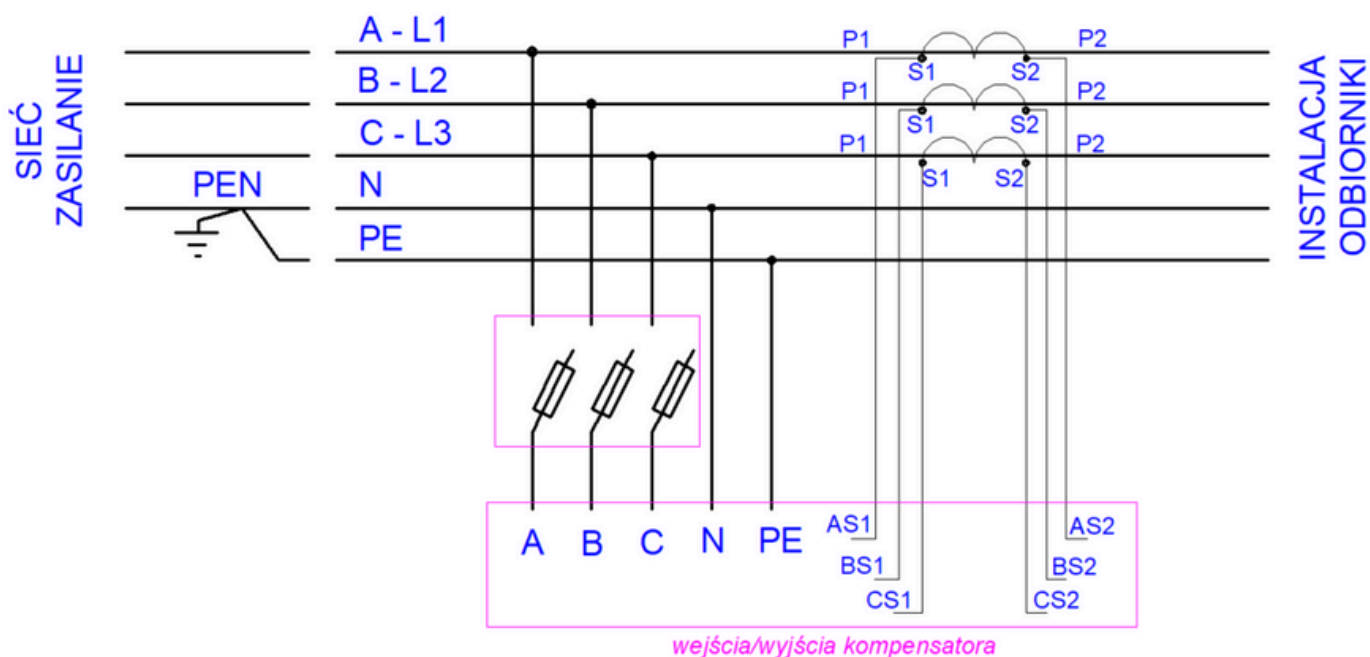 SIEĆ
ZASILANIE
A - L1
B - L2
C - L3
PEN
N
PE
P1
S1
S2
P2
P1
S1
S2
P2
P1
S1
S2
P2
INSTALACJA
ODBIORNIKI
A
B
C
N
PE
AS1
AS2
BS1
BS2
CS1
CS2
wejścia/wyjścia kompensatora